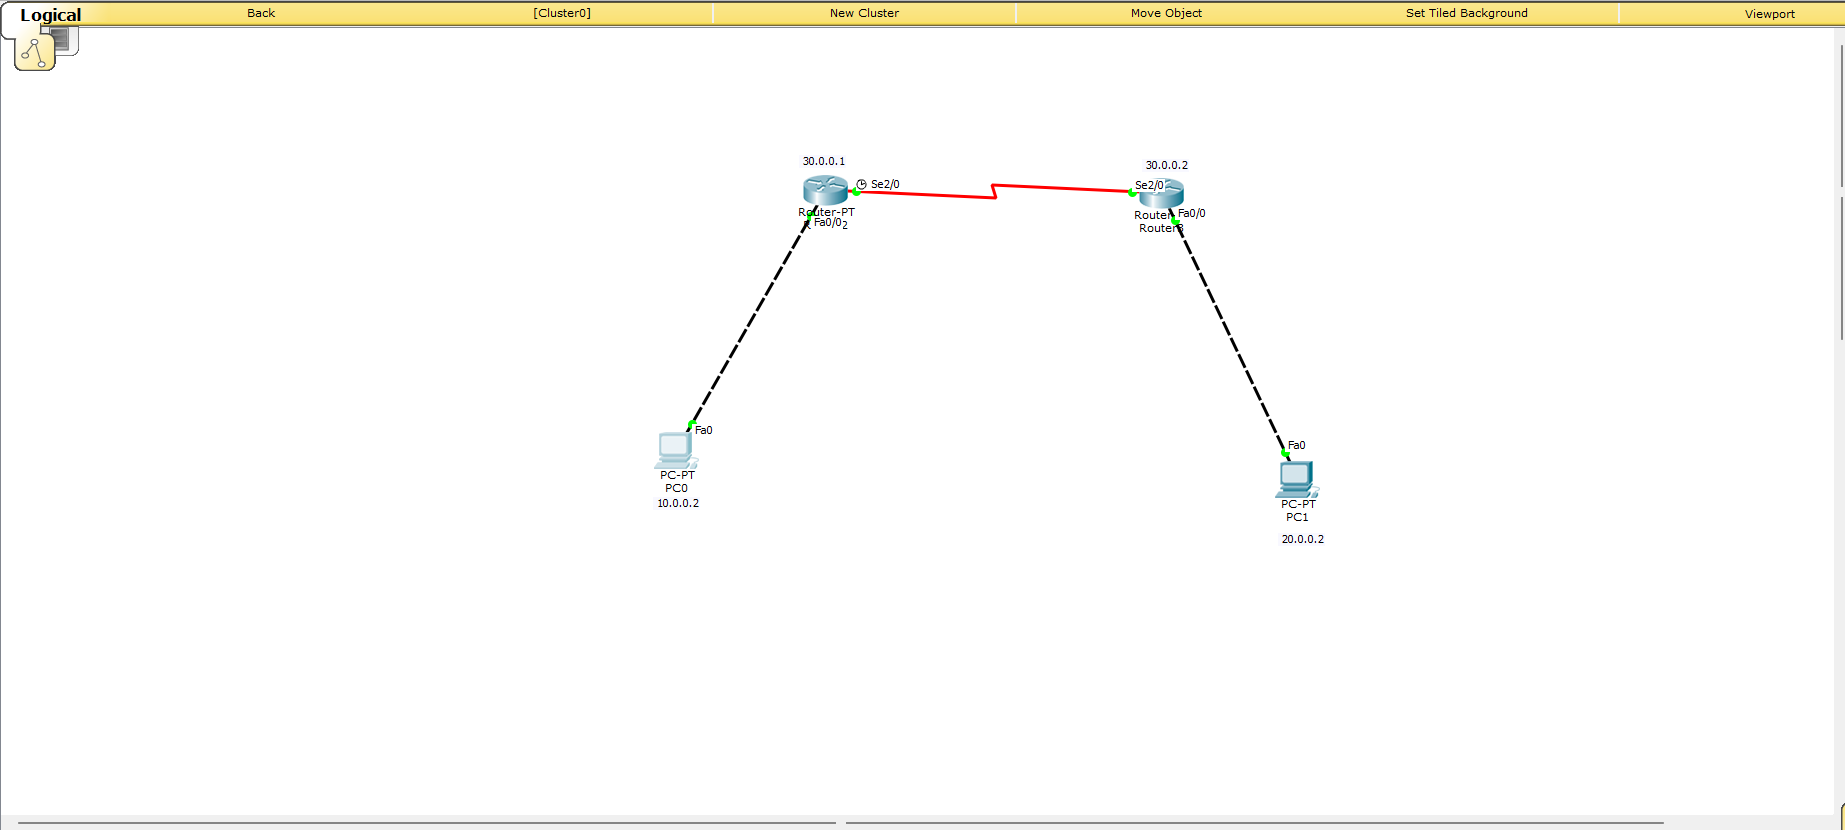 Logical
Back
[Cluster0]
New Cluster
Move Object
Set Tiled Background
Viewport
30.0.0.1
Se2/0
Router-PT
Fa0/0
2
30.0.0.2
Se2/0
Router
Fa0/0
Router3
Fa0
PC-PT
PC0
10.0.0.2
Fa0
PC-PT
PC1
20.0.0.2